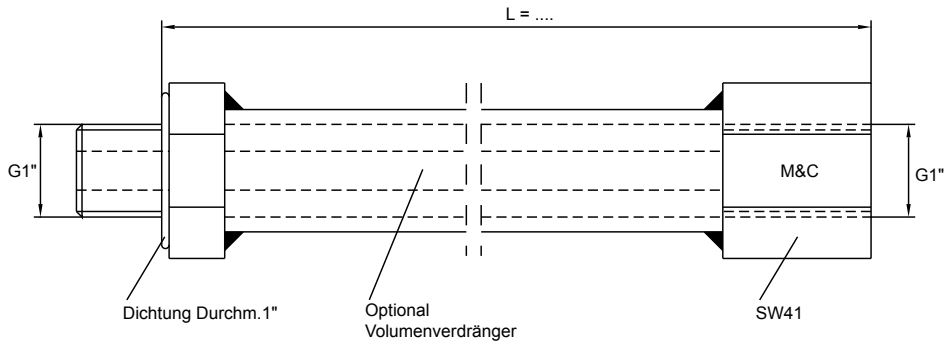 L = ....
G1"
M&C
G1"
Dichtung Durchm.1"
Optional
Volumenverdränger
SW41